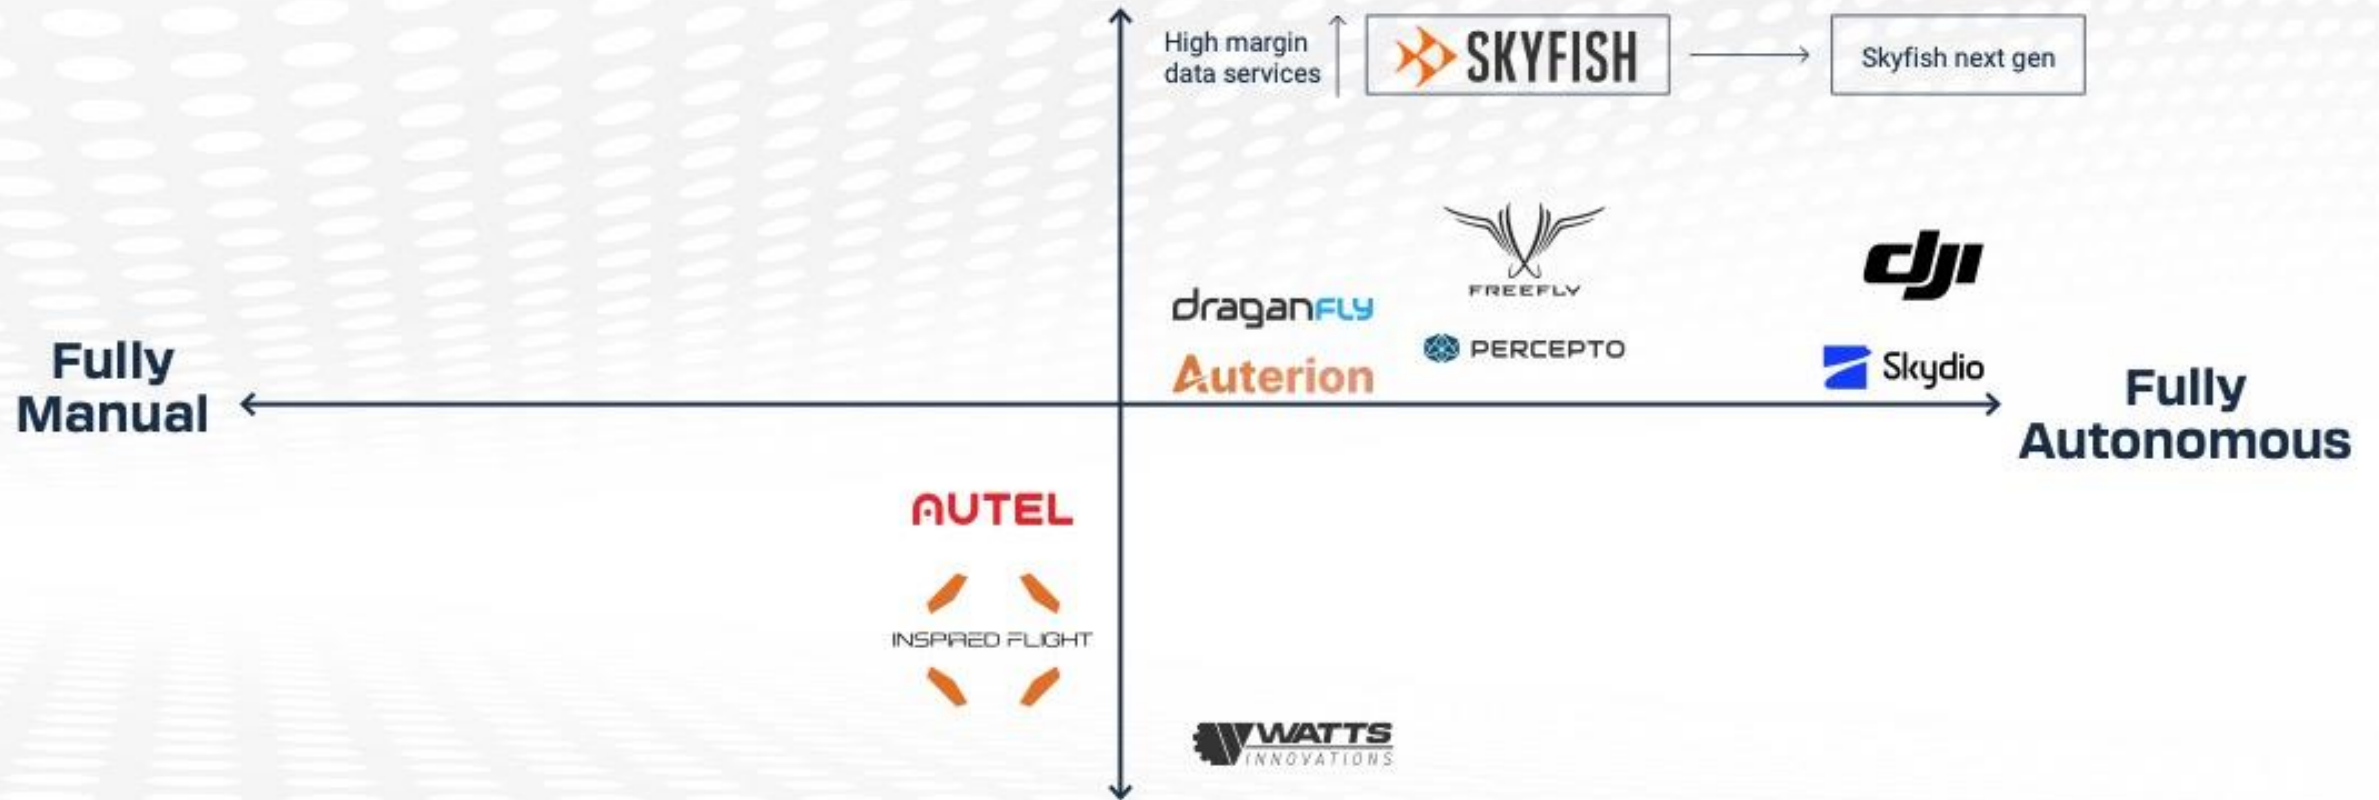 High margin
data services
SKYFISH
Skyfish next gen
FREEFLY
dji
draganFLY
PERCEPTO
Auterion
Skydio
Fully
Manual
Fully
Autonomous
AUTEL
INSPIRED FLIGHT
WATTS
INNOVATIONS